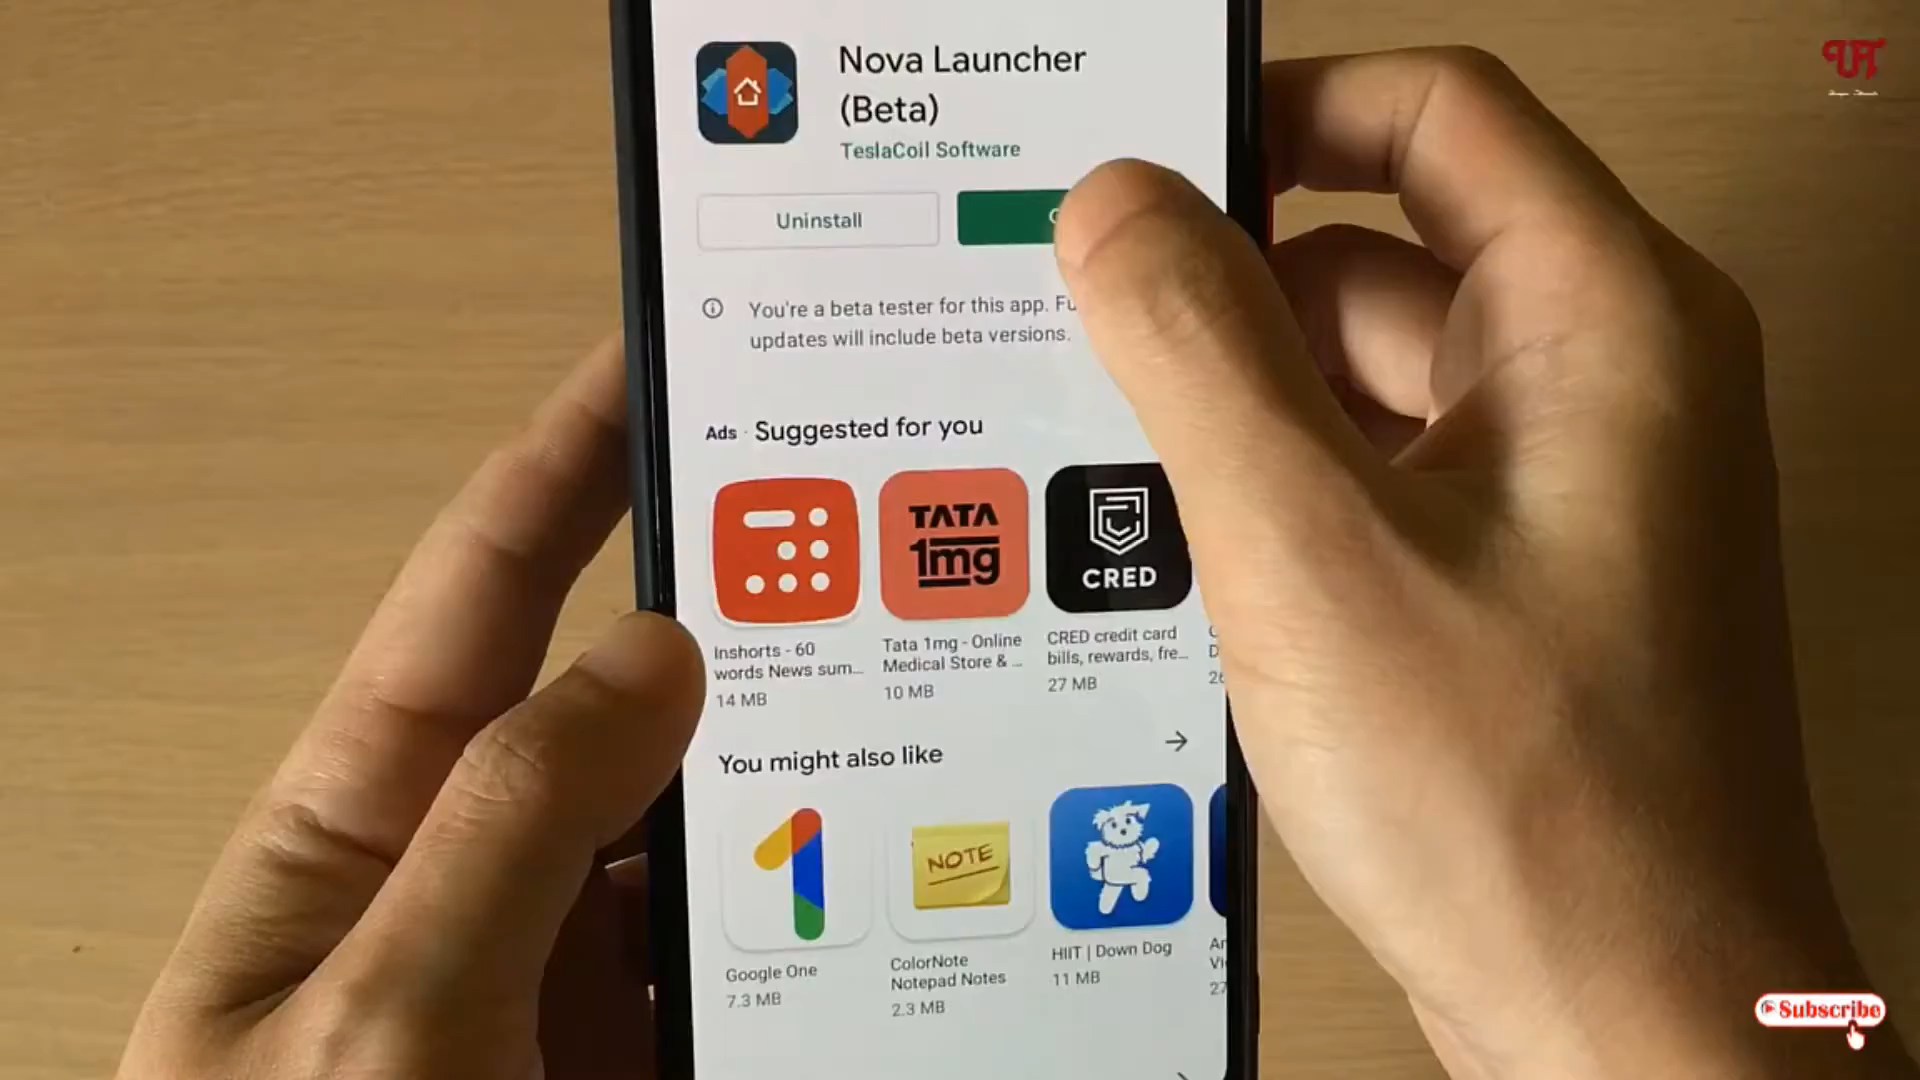 Nova Launcher
(Beta)
TeslaCoil Software
Uninstall
You're a beta tester for this app.
updates will include beta versions.
Ads · Suggested for you
TATA
1mg
CRED
Inshorts - 60
words News sum...
14 MB
Tata 1mg - Online
Medical Store & ...
10 MB
CRED credit card
bills, rewards, fre...
27 MB
You might also like
NOTE
Google One
7.3 MB
ColorNote
Notepad Notes
2.3 MB
HIIT | Down Dog
11 MB
Subscribe